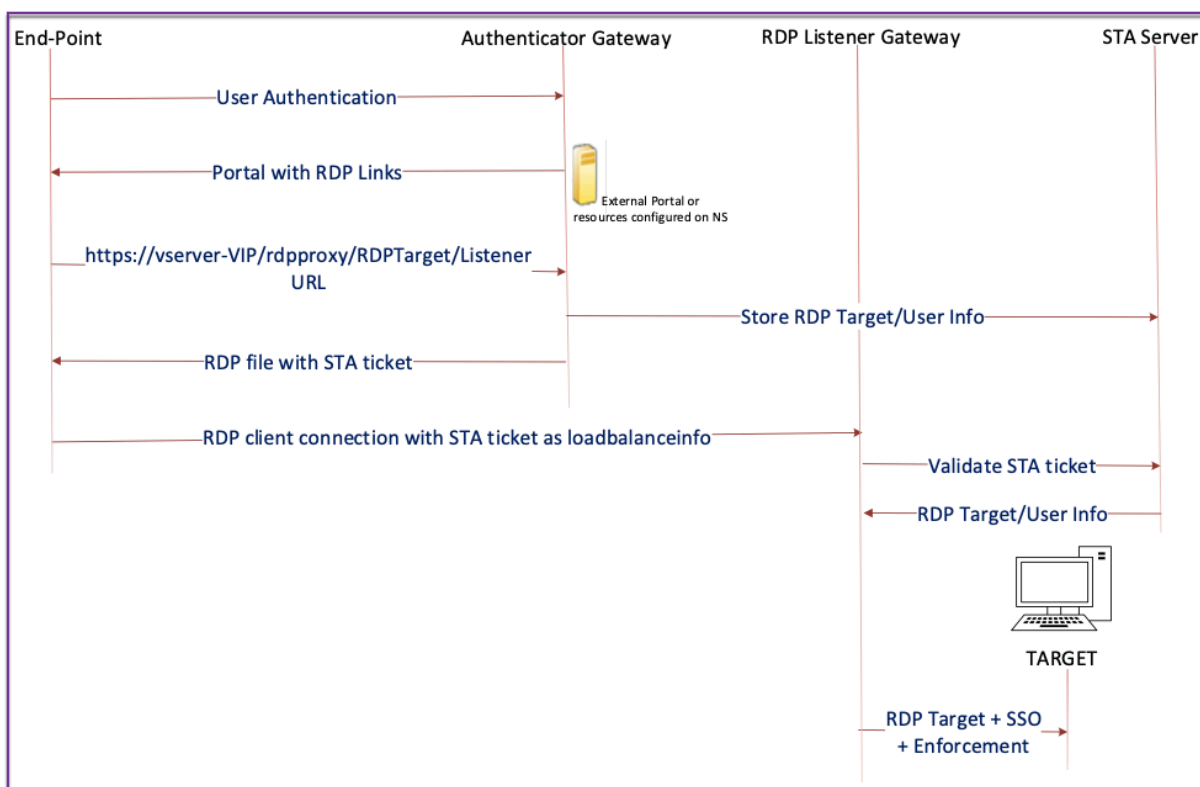 End-Point
Authenticator Gateway
RDP Listener Gateway
STA Server
User Authentication
Portal with RDP Links
External Portal or
resources configured on NS
https://vserver-VIP/rdpproxy/RDPTarget/Listener
URL
Store RDP Target/User Info
RDP file with STA ticket
RDP client connection with STA ticket as loadbalanceinfo
Validate STA ticket
RDP Target/User Info
TARGET
RDP Target + SSO
+ Enforcement